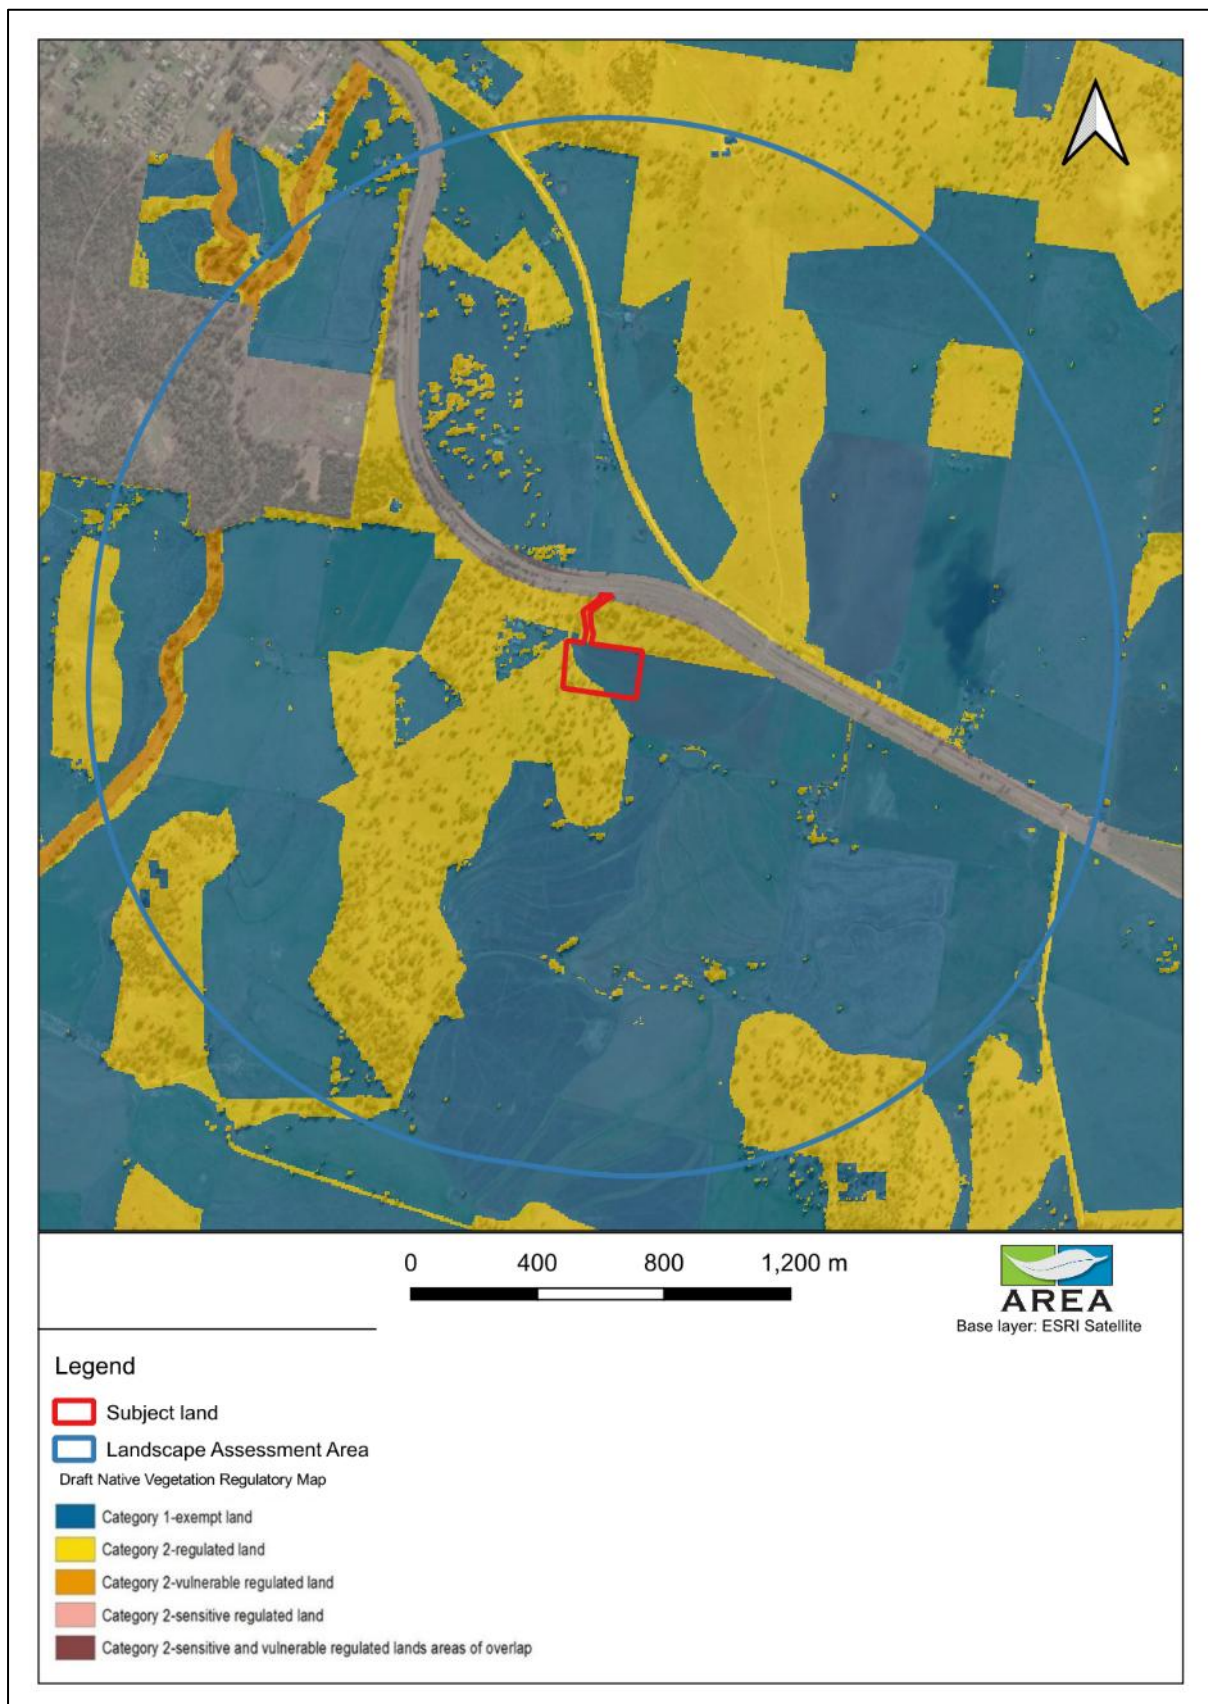 0 400 800 1,200 m
AREA
Base layer: ESRI Satellite
Legend
Subject land
Landscape Assessment Area
Draft Native Vegetation Regulatory Map
Category 1-exempt land
Category 2-regulated land
Category 2-vulnerable regulated land
Category 2-sensitive regulated land
Category 2-sensitive and vulnerable regulated lands areas of overlap